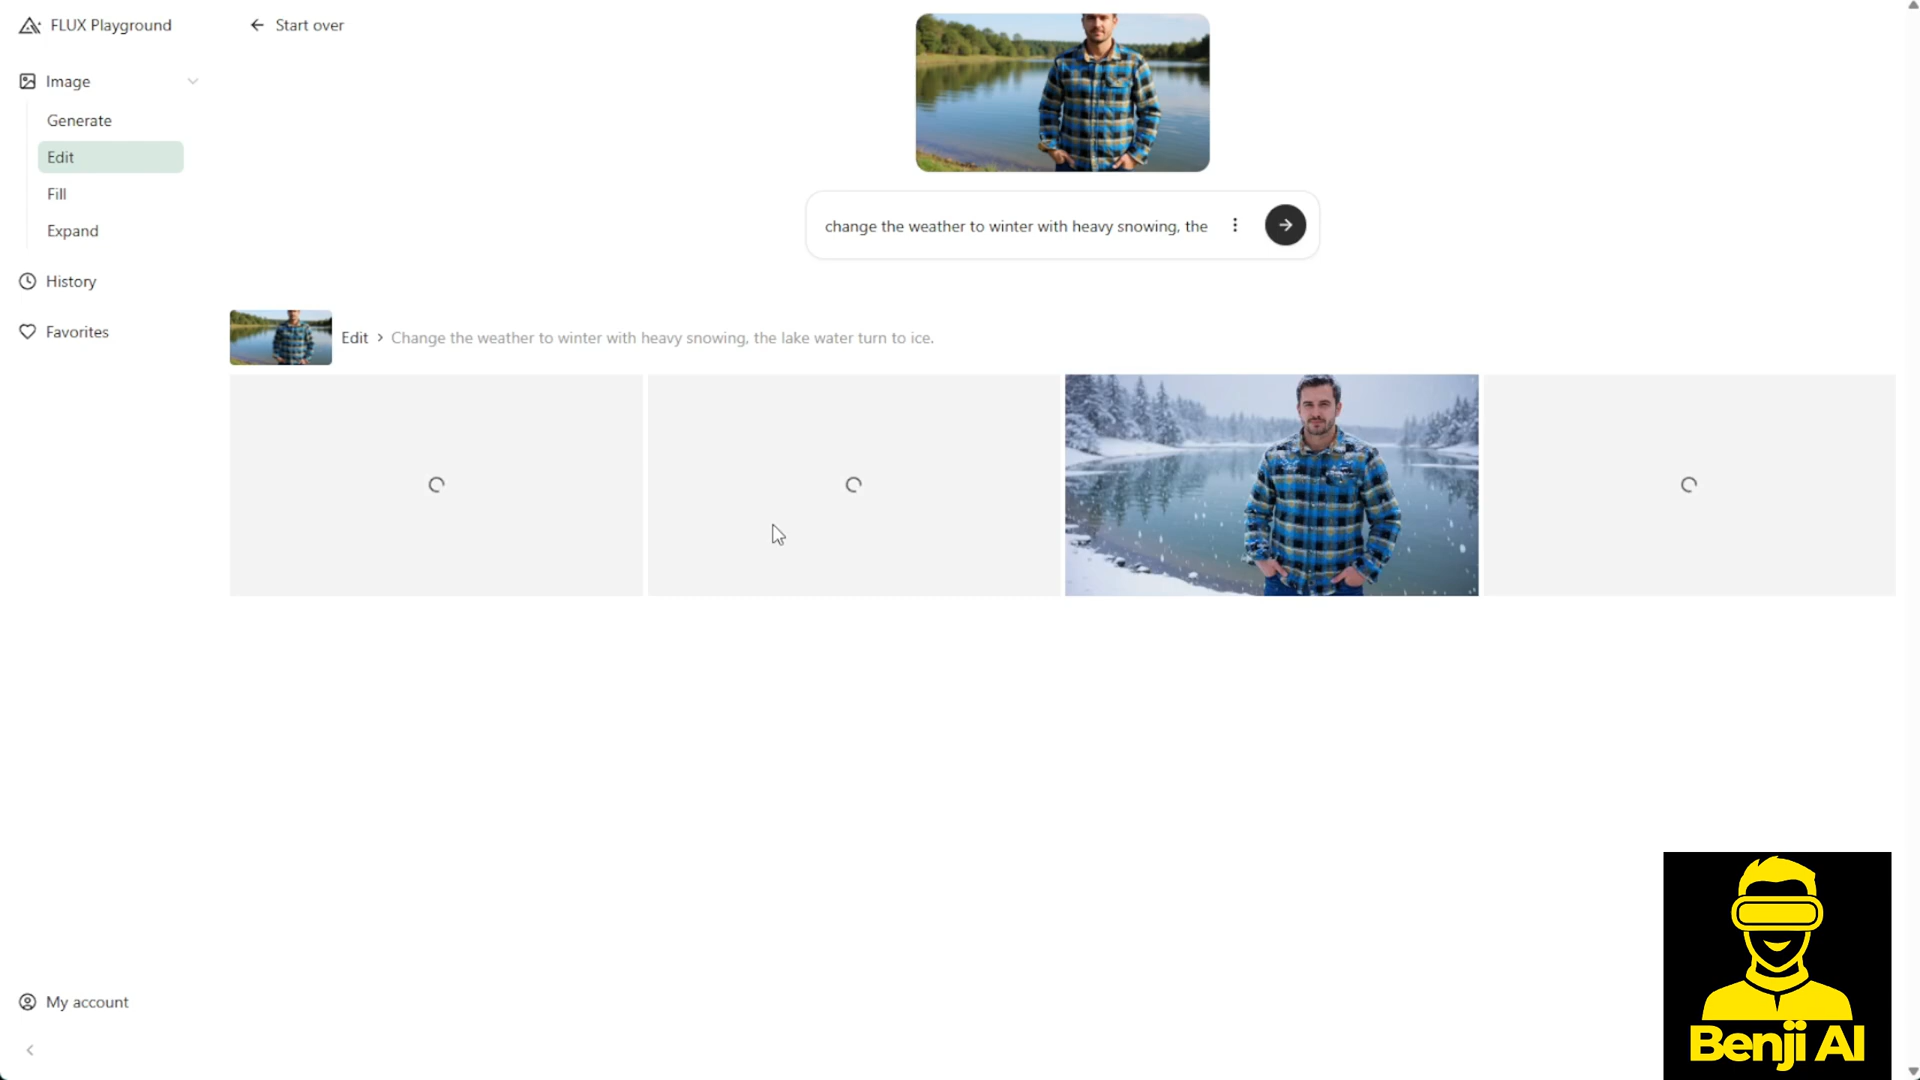 FLUX Playground
Start over
Image
Generate
Edit
Fill
Expand
History
Favorites
change the weather to winter with heavy snowing, the
Edit > Change the weather to winter with heavy snowing, the lake water turn to ice.
My account
Benji AI